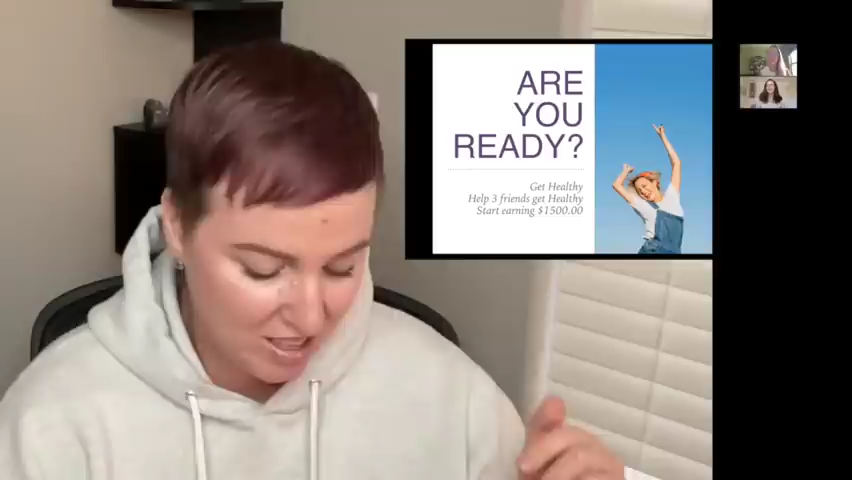 ARE
YOU
READY?
Get Healthy
Help 3 friends get Healthy
Start earning $1500.00